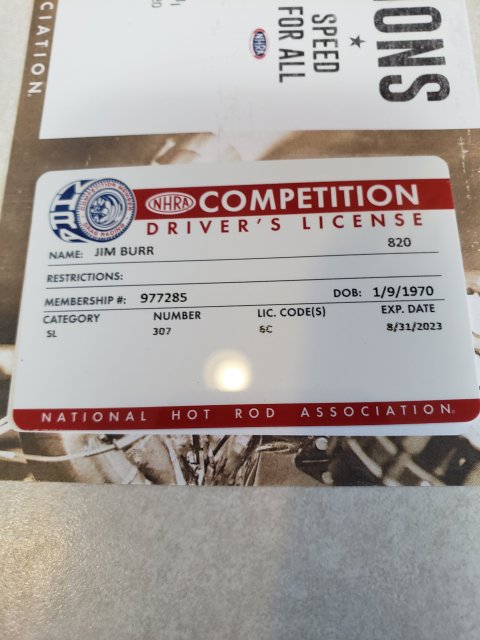 CIATION.
IONS
SPEED
FOR ALL
NHRA
NHRA COMPETITION
DRIVER'S LICENSE
NAME: JIM BURR 820
RESTRICTIONS:
MEMBERSHIP #: 977285 DOB: 1/9/1970
CATEGORY NUMBER LIC. CODE(S) EXP. DATE
SL 307 6C 8/31/2023
NATIONAL HOT ROD ASSOCIATION